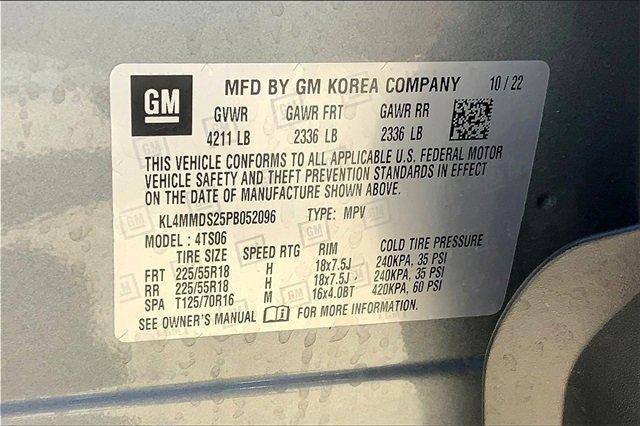 GM
MFD BY GM KOREA COMPANY 10 / 22
GVWR GAWR FRT GAWR RR
4211 LB 2336 LB 2336 LB
THIS VEHICLE CONFORMS TO ALL APPLICABLE U.S. FEDERAL MOTOR
VEHICLE SAFETY AND THEFT PREVENTION STANDARDS IN EFFECT
ON THE DATE OF MANUFACTURE SHOWN ABOVE.
KL4MMDS25PB052096 TYPE: MPV
MODEL : 4TS06
TIRE SIZE SPEED RTG RIM COLD TIRE PRESSURE
FRT 225/55R18 H 18x7.5J 240KPA, 35 PSI
RR 225/55R18 H 18x7.5J 240KPA, 35 PSI
SPA T125/70R16 M 16x4.0BT 420KPA, 60 PSI
SEE OWNER'S MANUAL FOR MORE INFORMATION.